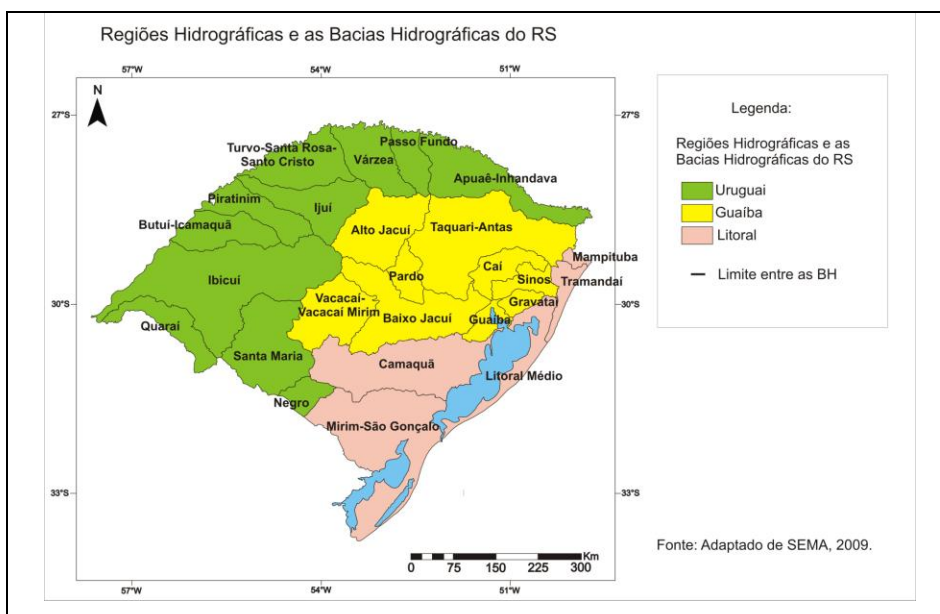 Regiões Hidrográficas e as Bacias Hidrográficas do RS
57°W
54°W
51°W
N
27°S
27°S
Passo Fundo
Turvo-Santa Rosa-
Santo Cristo
Várzea
Apuaê-Inhandava
Piratinim
Ijuí
Butuí-Icamaquã
Alto Jacuí
Taquari-Antas
Mampituba
Ibicuí
Pardo
Caí
Sinos
Tramandaí
30°S
30°S
Vacacaí-
Vacacaí Mirim
Gravataí
Quaraí
Baixo Jacuí
Guaíba
Santa Maria
Camaquã
Litoral Médio
Negro
Mirim-São Gonçalo
33°S
33°S
Km
0 75 150 225 300
57°W
54°W
51°W
Legenda:
Regiões Hidrográficas e as
Bacias Hidrográficas do RS
Uruguai
Guaíba
Litoral
Limite entre as BH
Fonte: Adaptado de SEMA, 2009.